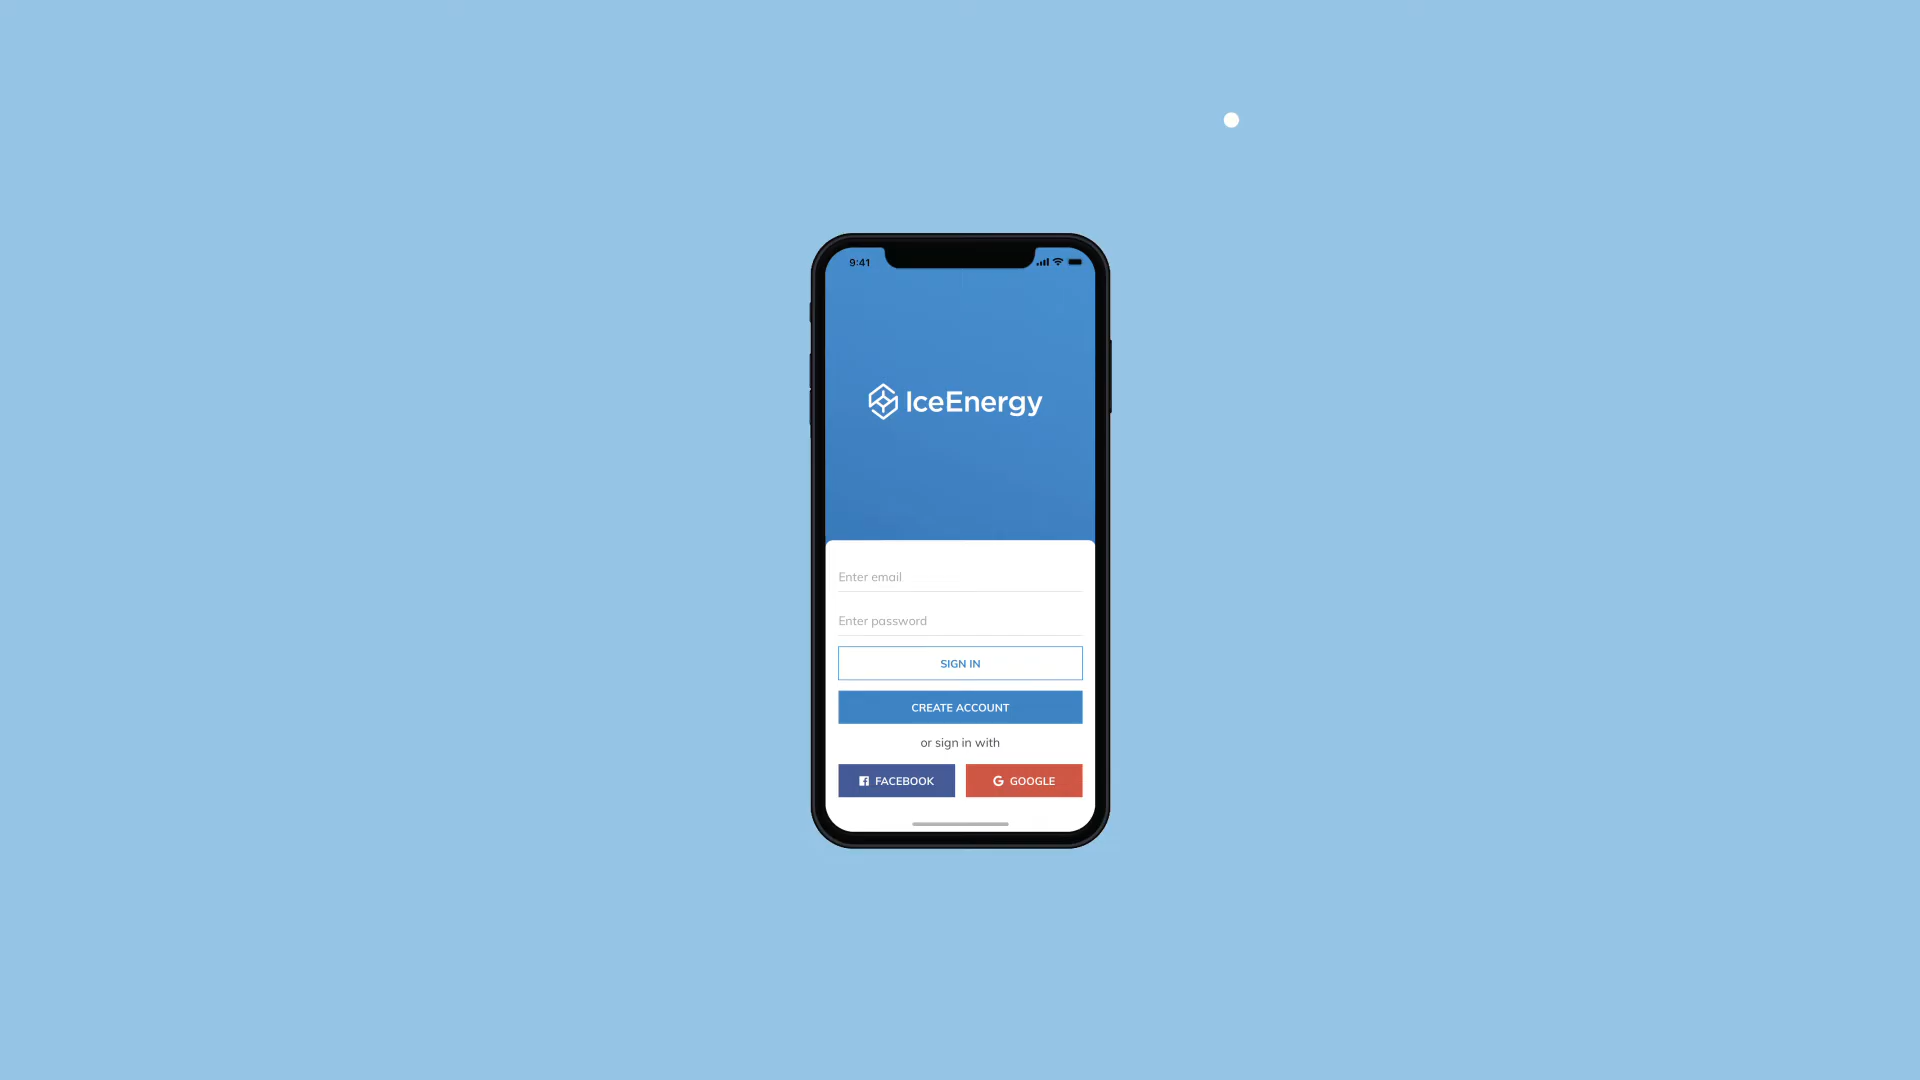 9:41
IceEnergy
Enter email
Enter password
SIGN IN
CREATE ACCOUNT
or sign in with
FACEBOOK
GOOGLE